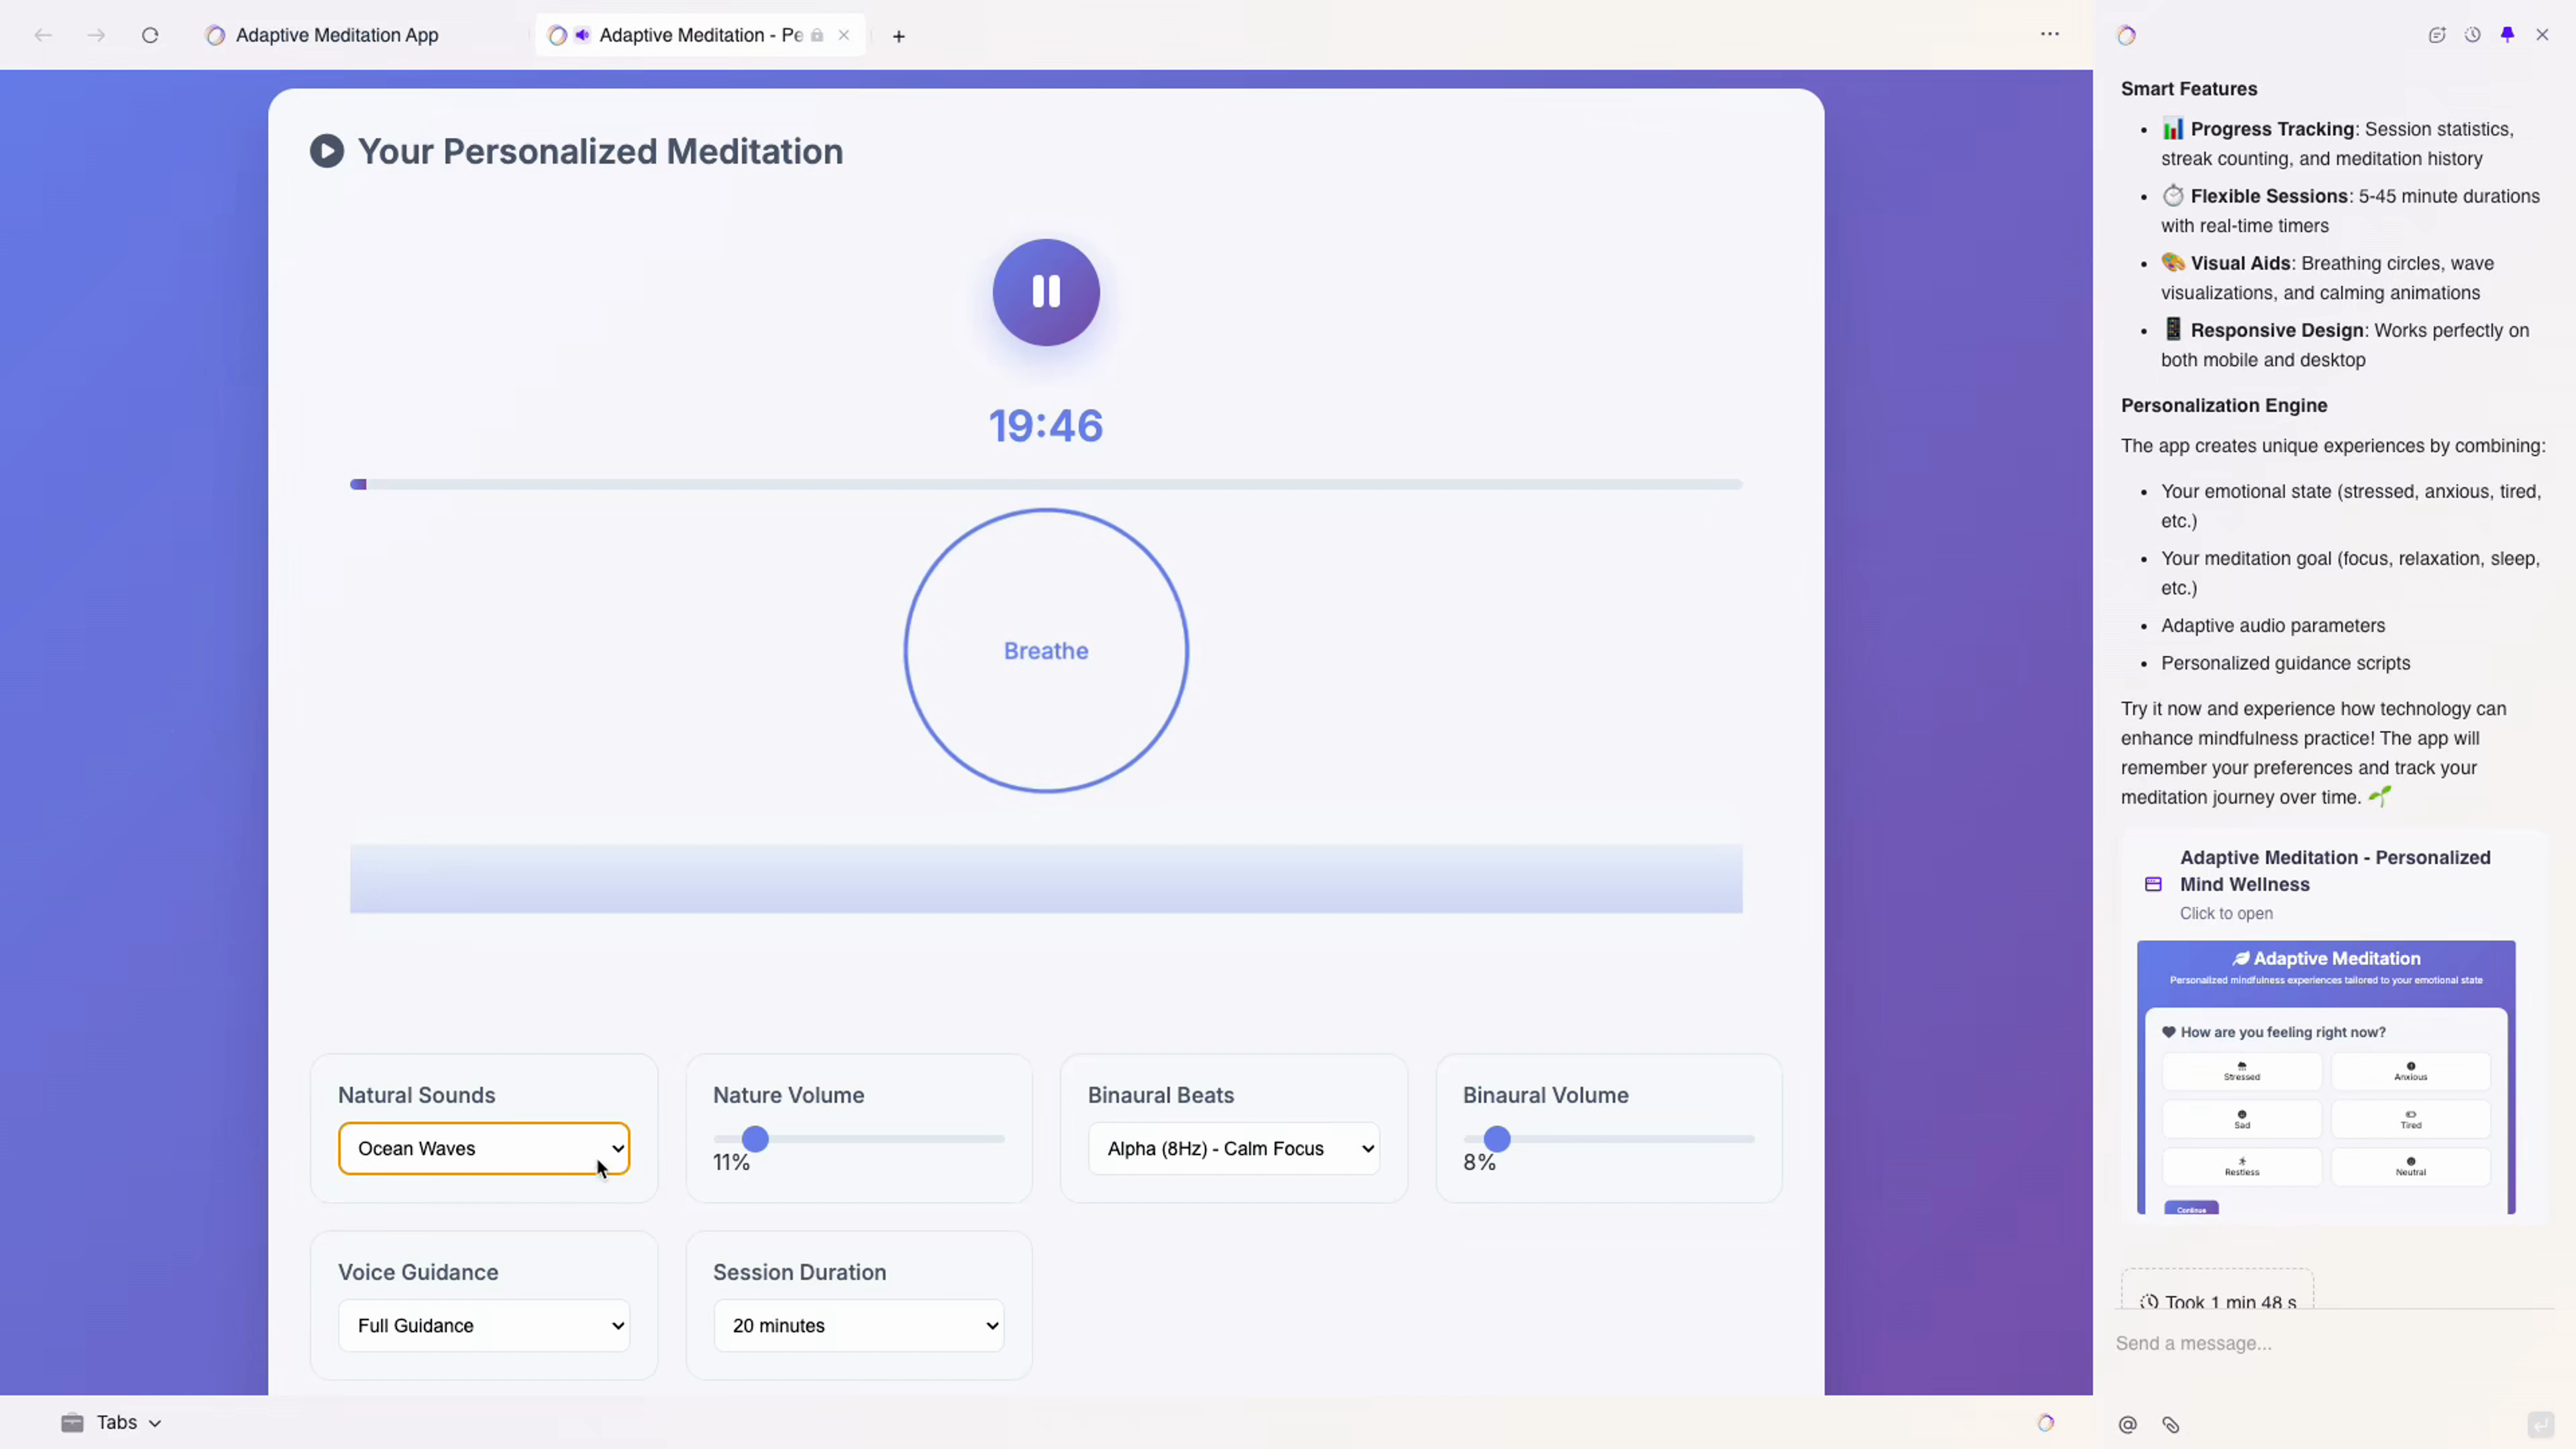 Adaptive Meditation App
Adaptive Meditation - Pe
Your Personalized Meditation
19:46
Breathe
Natural Sounds
Ocean Waves
Nature Volume
11%
Binaural Beats
Alpha (8Hz) - Calm Focus
Binaural Volume
8%
Voice Guidance
Full Guidance
Session Duration
20 minutes
Tabs
Smart Features
Progress Tracking: Session statistics,
streak counting, and meditation history
Flexible Sessions: 5-45 minute durations
with real-time timers
Visual Aids: Breathing circles, wave
visualizations, and calming animations
Responsive Design: Works perfectly on
both mobile and desktop
Personalization Engine
The app creates unique experiences by combining:
Your emotional state (stressed, anxious, tired,
etc.)
Your meditation goal (focus, relaxation, sleep,
etc.)
Adaptive audio parameters
Personalized guidance scripts
Try it now and experience how technology can
enhance mindfulness practice! The app will
remember your preferences and track your
meditation journey over time.
Adaptive Meditation - Personalized
Mind Wellness
Click to open
Adaptive Meditation
Personalized mindfulness experiences tailored to your emotional state
How are you feeling right now?
Stressed
Anxious
Sad
Tired
Restless
Neutral
Continue
Took 1 min 48 s
Send a message...